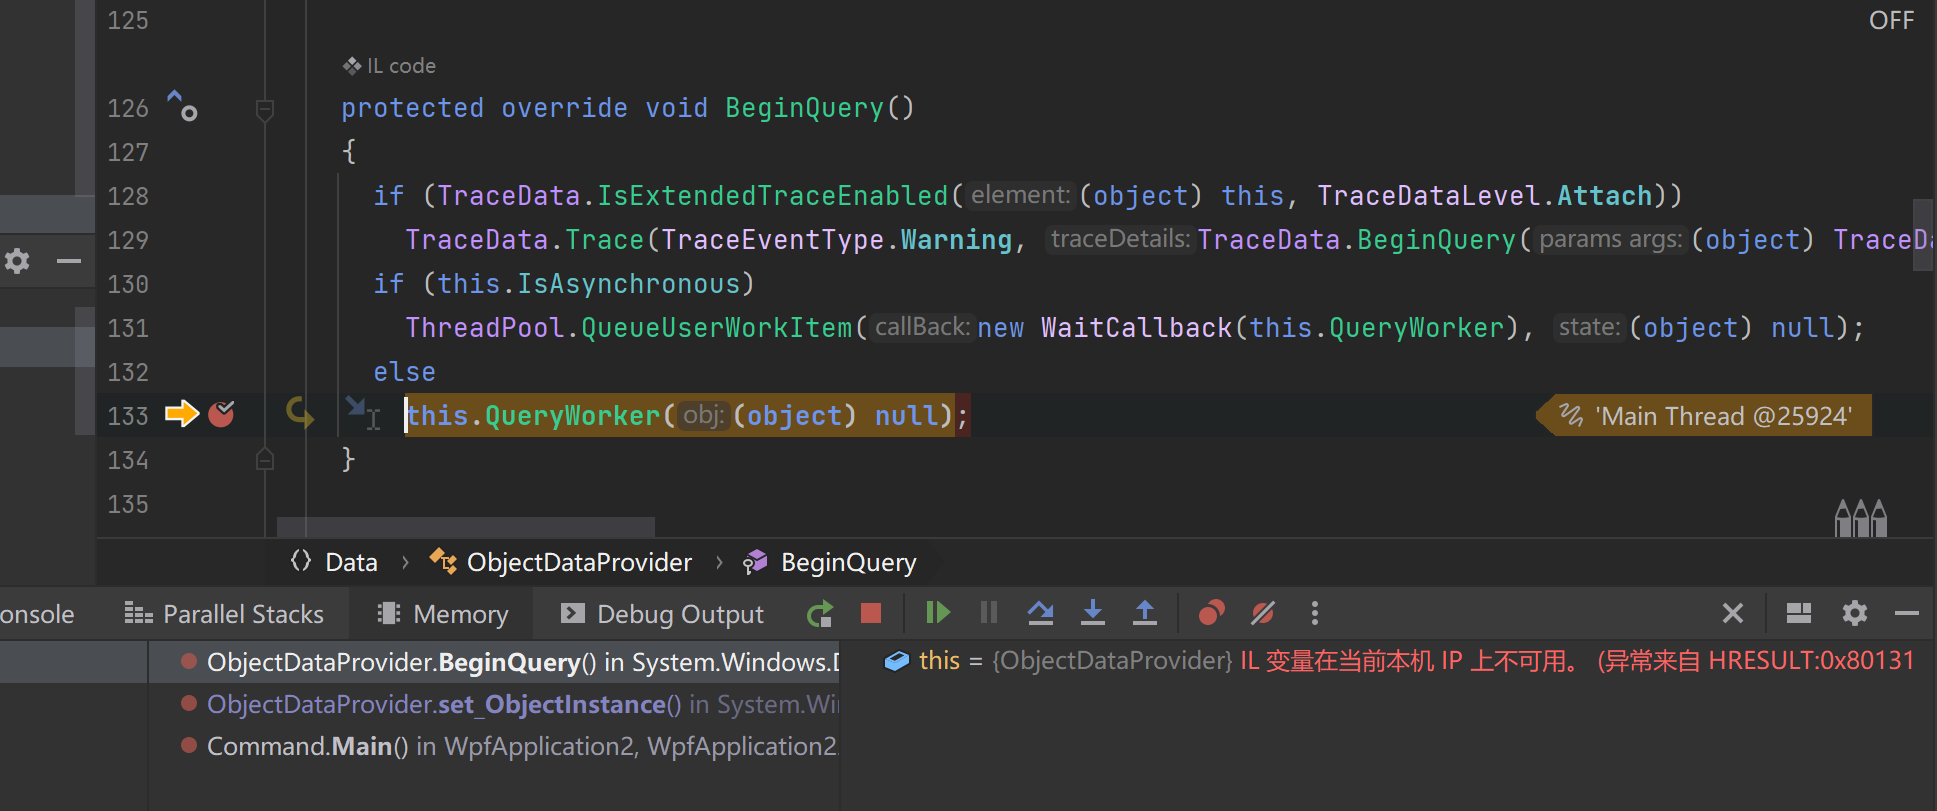 125
OFF
IL code
126 protected override void BeginQuery()
127 {
128 if (TraceData.IsExtendedTraceEnabled(element:(object) this, TraceDataLevel.Attach))
129 TraceData.Trace(TraceEventType.Warning, traceDetails:TraceData.BeginQuery(params args:(object)
130 if (this.IsAsynchronous)
131 ThreadPool.QueueUserWorkItem(callBack:new WaitCallback(this.QueryWorker), state:(object) null);
132 else
133 this.QueryWorker(obj:(object) null); 'Main Thread @25924'
134 }
135
Data › ObjectDataProvider › BeginQuery
onsole Parallel Stacks Memory Debug Output
ObjectDataProvider.BeginQuery() in System.Windows.
this = {ObjectDataProvider} IL 变量在当前本机 IP 上不可用。 (异常来自 HRESULT:0x80131
ObjectDataProvider.set_ObjectInstance() in System.Wi
Command.Main() in WpfApplication2, WpfApplication2.